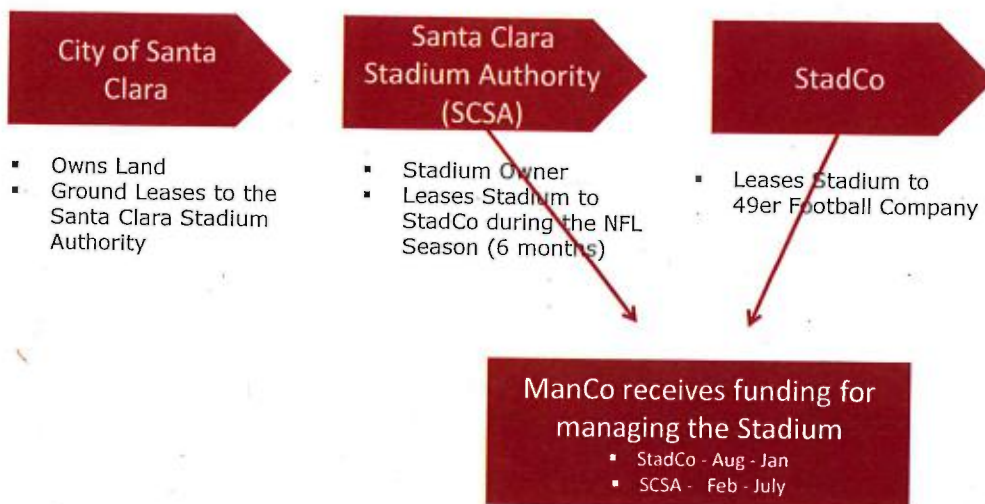 City of Santa
Clara
Santa Clara
Stadium Authority
(SCSA)
StadCo
▪ Owns Land
▪ Ground Leases to the
Santa Clara Stadium
Authority
▪ Stadium Owner
▪ Leases Stadium to
StadCo during the NFL
Season (6 months)
▪ Leases Stadium to
49er Football Company
ManCo receives funding for
managing the Stadium
▪ StadCo - Aug - Jan
▪ SCSA - Feb - July